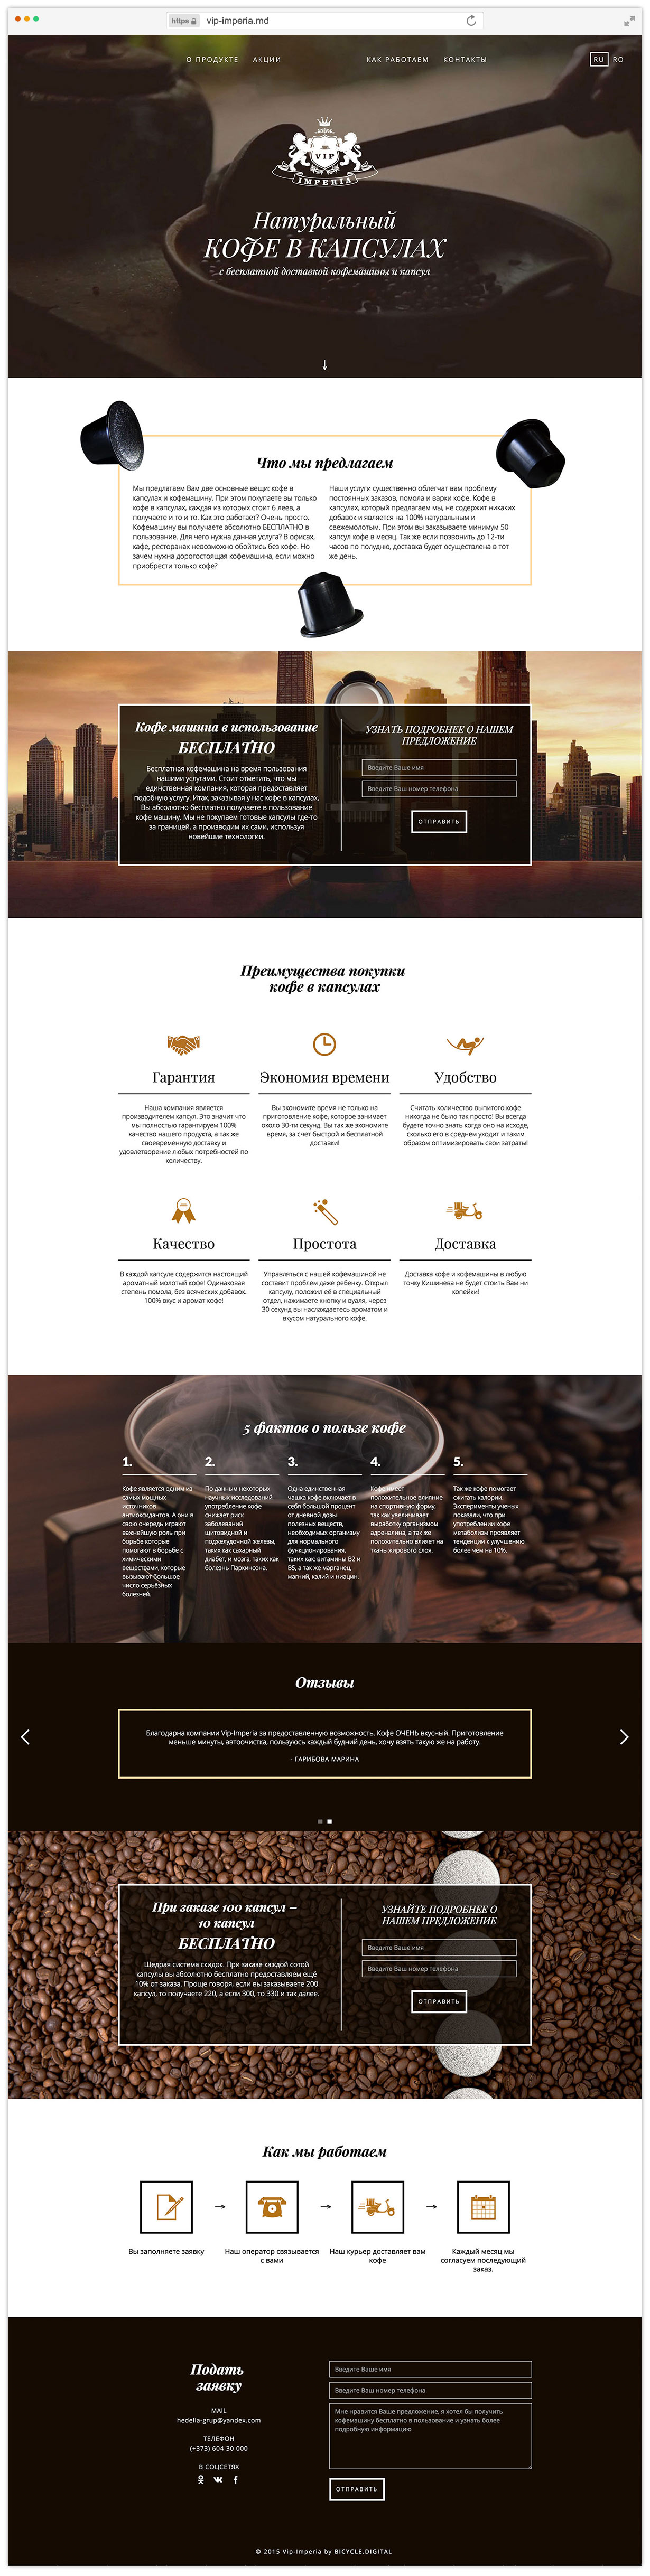 https
vip-imperia.md
О ПРОДУКТЕ АКЦИИ КАК РАБОТАЕМ КОНТАКТЫ RU RO
VIP
IMPERIA
Натуральный
КОФЕ В КАПСУЛАХ
с бесплатной доставкой кофемашины и капсул
Что мы предлагаем
Мы предлагаем Вам две основные вещи: кофе в
капсулах и кофемашину. При этом покупаете вы только
кофе в капсулах, каждая из которых стоит 6 леев, а
получаете и то и то. Как это работает? Очень просто.
Кофемашину вы получаете абсолютно БЕСПЛАТНО в
пользование. Для чего нужна данная услуга? В офисах,
кафе, ресторанах невозможно обойтись без кофе. Но
зачем нужна дорогостоящая кофемашина, если можно
приобрести только кофе?
Наши услуги существенно облегчат вам проблему
постоянных заказов, помола и варки кофе. Кофе в
капсулах, который предлагаем мы, не содержит никаких
добавок и является на 100% натуральным и
свежемолотым. При этом вы заказываете минимум 50
капсул кофе в месяц. Так же если позвонить до 12-ти
часов по полудню, доставка будет осуществлена в тот
же день.
Кофе машина в использование
БЕСПЛАТНО
Бесплатная кофемашина на время пользования
нашими услугами. Стоит отметить, что мы
единственная компания, которая предоставляет
подобную услугу. Итак, заказывая у нас кофе в капсулах,
Вы абсолютно бесплатно получаете в пользование
кофе машину. Мы не покупаем готовые капсулы где-то
за границей, а производим их сами, используя
новейшие технологии.
УЗНАТЬ ПОДРОБНЕЕ О НАШЕМ
ПРЕДЛОЖЕНИЕ
Введите Ваше имя
Введите Ваш номер телефона
ОТПРАВИТЬ
Преимущества покупки
кофе в капсулах
Гарантия
Наша компания является
производителем капсул. Это значит что
мы полностью гарантируем 100%
качество нашего продукта, а так же
своевременную доставку и
удовлетворение любых потребностей по
количеству.
Экономия времени
Вы экономите время не только на
приготовление кофе, которое занимает
около 30-ти секунд. Вы так же экономите
время, за счет быстрой и бесплатной
доставки!
Удобство
Считать количество выпитого кофе
никогда не было так просто! Вы всегда
будете точно знать когда оно на исходе,
сколько его в среднем уходит и таким
образом оптимизировать свои затраты!
Качество
В каждой капсуле содержится настоящий
ароматный молотый кофе! Одинаковая
степень помола, без всяческих добавок.
100% вкус и аромат кофе!
Простота
Управляться с нашей кофемашиной не
составит проблем даже ребенку. Открыл
капсулу, положил её в специальный
отдел, нажимаете кнопку и вуаля, через
30 секунд вы наслаждаетесь ароматом и
вкусом натурального кофе.
Доставка
Доставка кофе и кофемашины в любую
точку Кишинева не будет стоить Вам ни
копейки!
5 фактов о пользе кофе
1.
Кофе является одним из
самых мощных
источников
антиоксидантов. А они в
свою очередь играют
важнейшую роль при
борьбе которые
помогают в борьбе с
химическими
веществами, которые
вызывают большое
число серьёзных
болезней.
2.
По данным некоторых
научных исследований
употребление кофе
снижает риск
заболеваний
щитовидной и
поджелудочной железы,
таких как сахарный
диабет, и мозга, таких как
болезнь Паркинсона.
3.
Одна единственная
чашка кофе включает в
себя большой процент
от дневной дозы
полезных веществ,
необходимых организму
для нормального
функционирования,
таких как: витамины В2 и
В5, а так же марганец,
магний, калий и ниацин.
4.
Кофе имеет
положительное влияние
на спортивную форму,
так как увеличивает
выработку организмом
адреналина, а так же
положительно влияет на
ткань жирового слоя.
5.
Так же кофе помогает
сжигать калории.
Эксперименты ученых
показали, что при
употреблении кофе
метаболизм проявляет
тенденции к улучшению
более чем на 10%.
Отзывы
Благодарна компании Vip-Imperia за предоставленную возможность. Кофе ОЧЕНЬ вкусный. Приготовление
меньше минуты, автоочистка, пользуюсь каждый будний день, хочу взять такую же на работу.
- ГАРИБОВА МАРИНА
При заказе 100 капсул –
10 капсул
БЕСПЛАТНО
Щедрая система скидок. При заказе каждой сотой
капсулы вы абсолютно бесплатно предоставляем ещё
10% от заказа. Проще говоря, если вы заказываете 200
капсул, то получаете 220, а если 300, то 330 и так далее.
УЗНАЙТЕ ПОДРОБНЕЕ О
НАШЕМ ПРЕДЛОЖЕНИЕ
Введите Ваше имя
Введите Ваш номер телефона
ОТПРАВИТЬ
Как мы работаем
Вы заполняете заявку
Наш оператор связывается
с вами
Наш курьер доставляет вам
кофе
Каждый месяц мы
согласуем последующий
заказ.
Подать
заявку
MAIL
hedelia-grup@yandex.com
ТЕЛЕФОН
(+373) 604 30 000
В СОЦСЕТЯХ
Введите Ваше имя
Введите Ваш номер телефона
Мне нравится Ваше предложение, я хотел бы получить
кофемашину бесплатно в пользование и узнать более
подробную информацию
ОТПРАВИТЬ
© 2015 Vip-Imperia by BICYCLE.DIGITAL